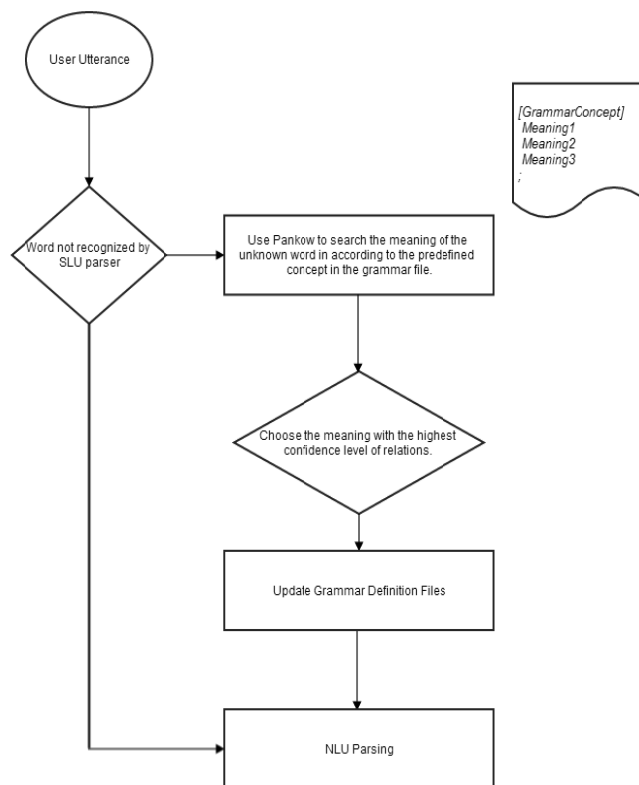 User Utterance
[GrammarConcept]
Meaning1
Meaning2
Meaning3
;
Word not recognized by
SLU parser
Use Pankow to search the meaning of the
unknown word in according to the predefined
concept in the grammar file.
Choose the meaning with the highest
confidence level of relations.
Update Grammar Definition Files
NLU Parsing